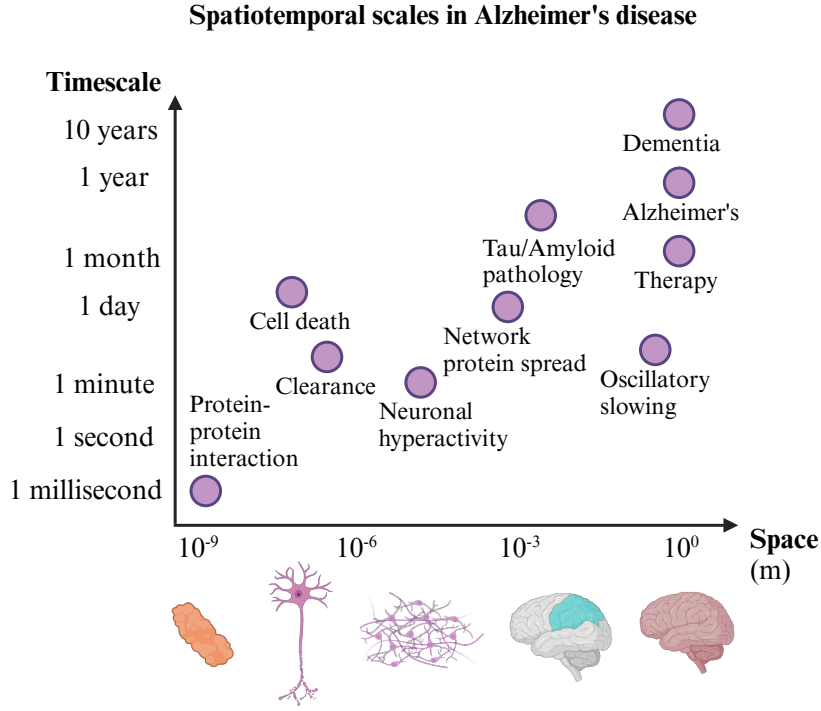 Spatiotemporal scales in Alzheimer's disease
Timescale
10 years
1 year
1 month
1 day
1 minute
1 second
1 millisecond
Dementia
Alzheimer's
Tau/Amyloid
pathology
Therapy
Cell death
Network
protein spread
Clearance
Neuronal
hyperactivity
Oscillatory
slowing
Protein-
protein
interaction
10⁻⁹
10⁻⁶
10⁻³
10⁰
Space
(m)